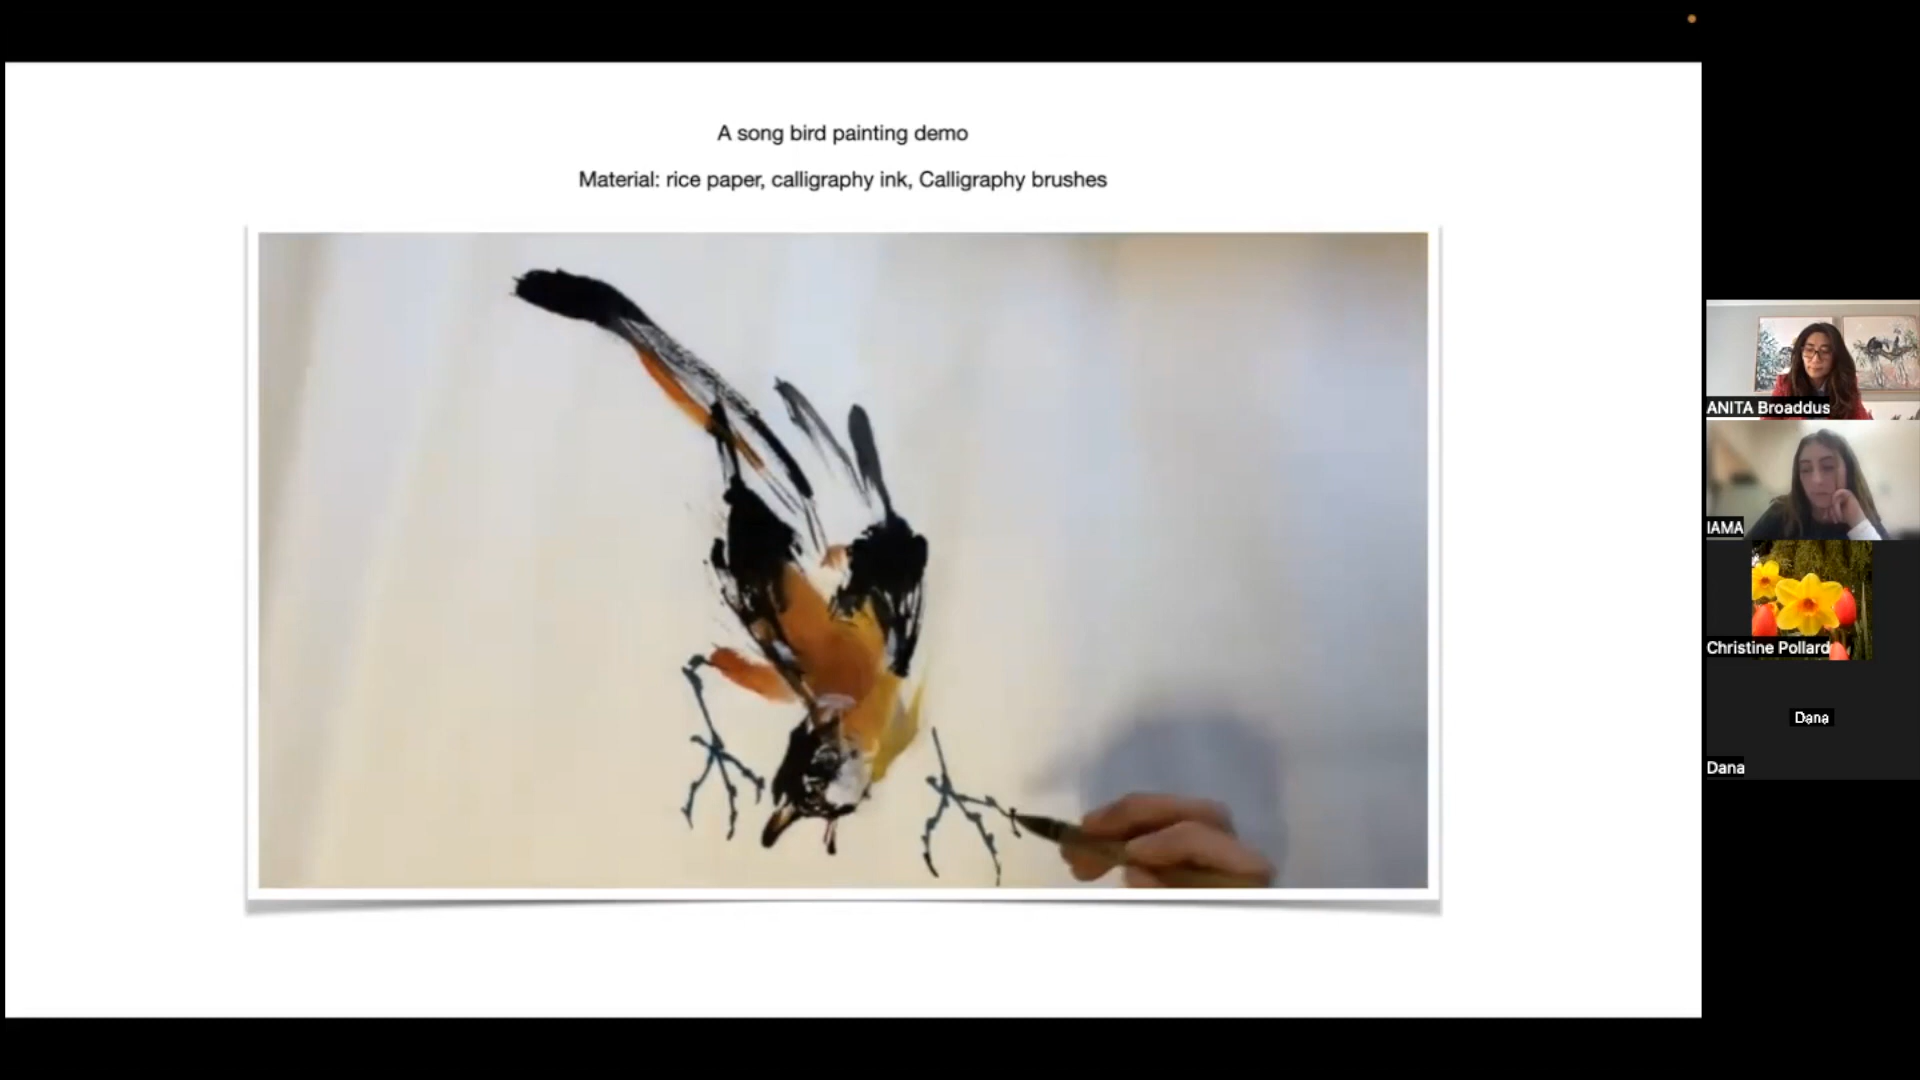 A song bird painting demo
Material: rice paper, calligraphy ink, Calligraphy brushes
ANITA Broaddus
IAMA
Christine Pollard
Dana
Dana